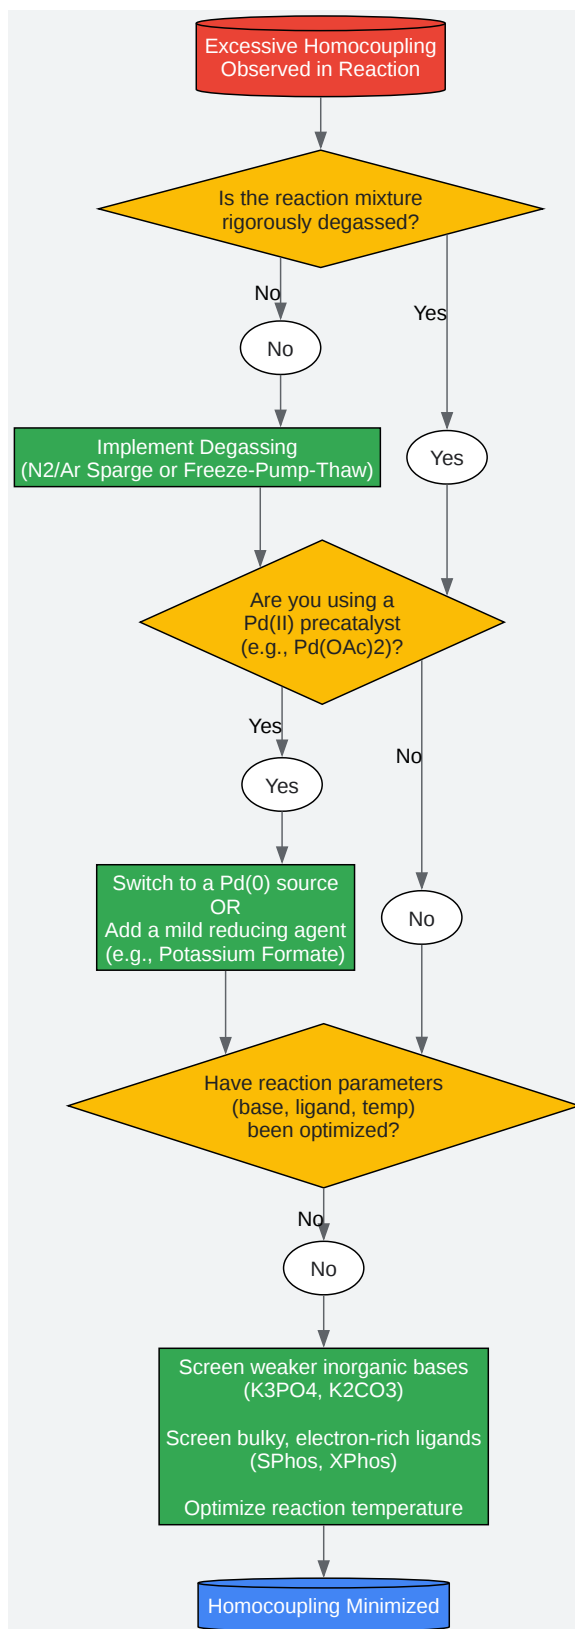 Excessive Homocoupling
Observed in Reaction
Is the reaction mixture
rigorously degassed?
No
Yes
No
Yes
Implement Degassing
(N2/Ar Sparge or Freeze-Pump-Thaw)
Are you using a
Pd(II) precatalyst
(e.g., Pd(OAc)2)?
Yes
No
Yes
Switch to a Pd(0) source
OR
Add a mild reducing agent
(e.g., Potassium Formate)
No
Have reaction parameters
(base, ligand, temp)
been optimized?
No
No
Screen weaker inorganic bases
(K3PO4, K2CO3)
Screen bulky, electron-rich ligands
(SPhos, XPhos)
Optimize reaction temperature
Homocoupling Minimized